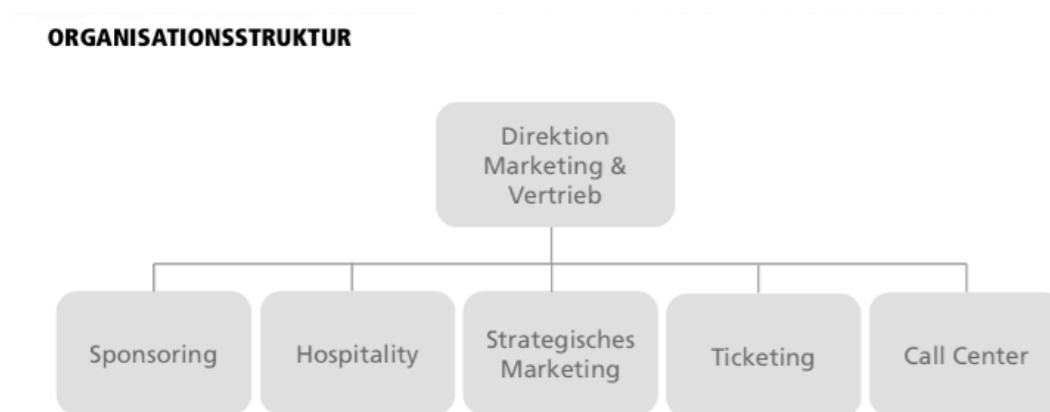 ORGANISATIONSSTRUKTUR
Direktion
Marketing &
Vertrieb
Sponsoring
Hospitality
Strategisches
Marketing
Ticketing
Call Center